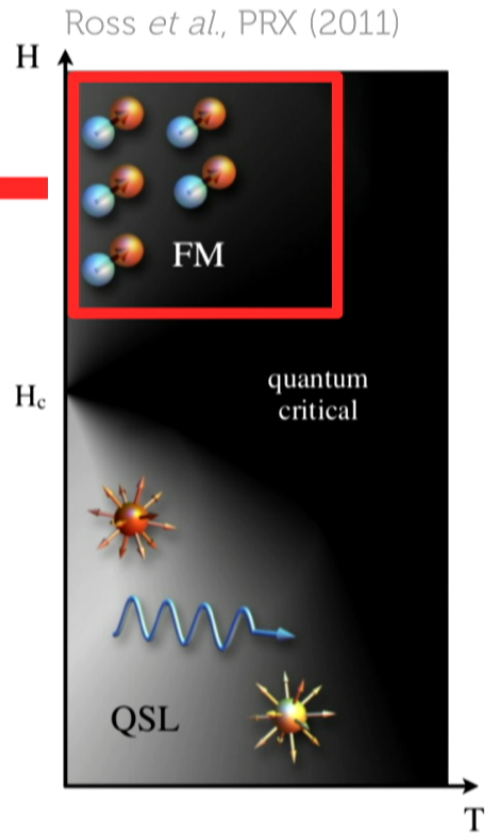 Ross et al., PRX (2011)
H
FM
quantum
critical
Hc
QSL
T